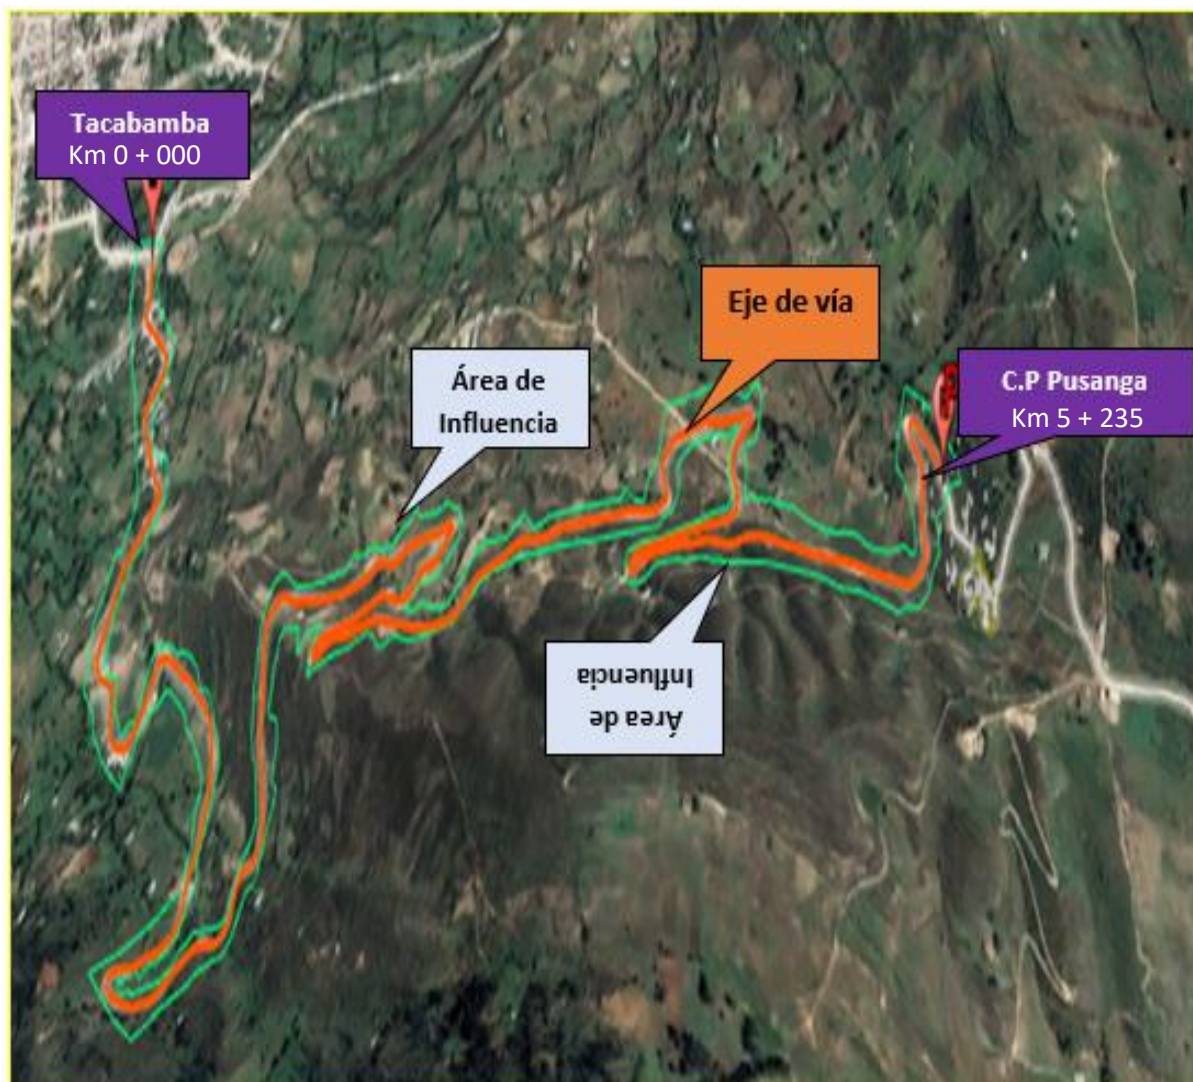 Tacabamba
Km 0 + 000
Eje de vía
Área de
Influencia
C.P Pusanga
Km 5 + 235
Área de
Influencia